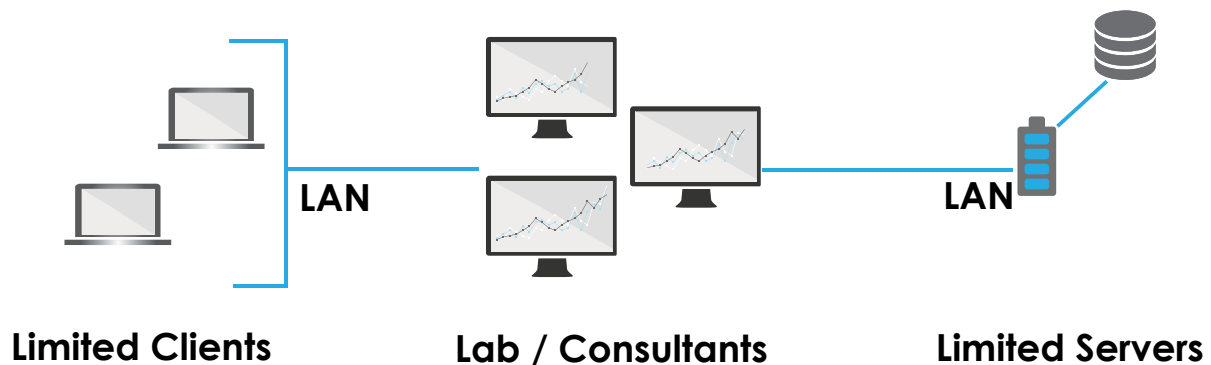 LAN
LAN
Limited Clients
Lab / Consultants
Limited Servers